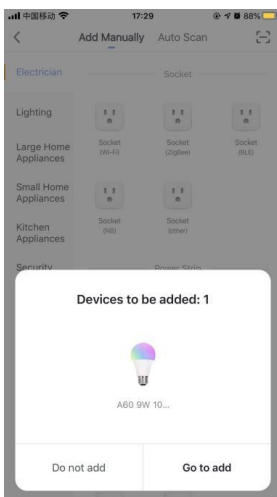 中国移动 17:29 88%
Add Manually Auto Scan
Electrician
Socket
Lighting
Socket
(Wi-Fi)
Socket
(ZigBee)
Socket
(BLE)
Large Home
Appliances
Small Home
Appliances
Socket
(NB)
Socket
(other)
Kitchen
Appliances
Security
Power Strip
Devices to be added: 1
A60 9W 10...
Do not add
Go to add